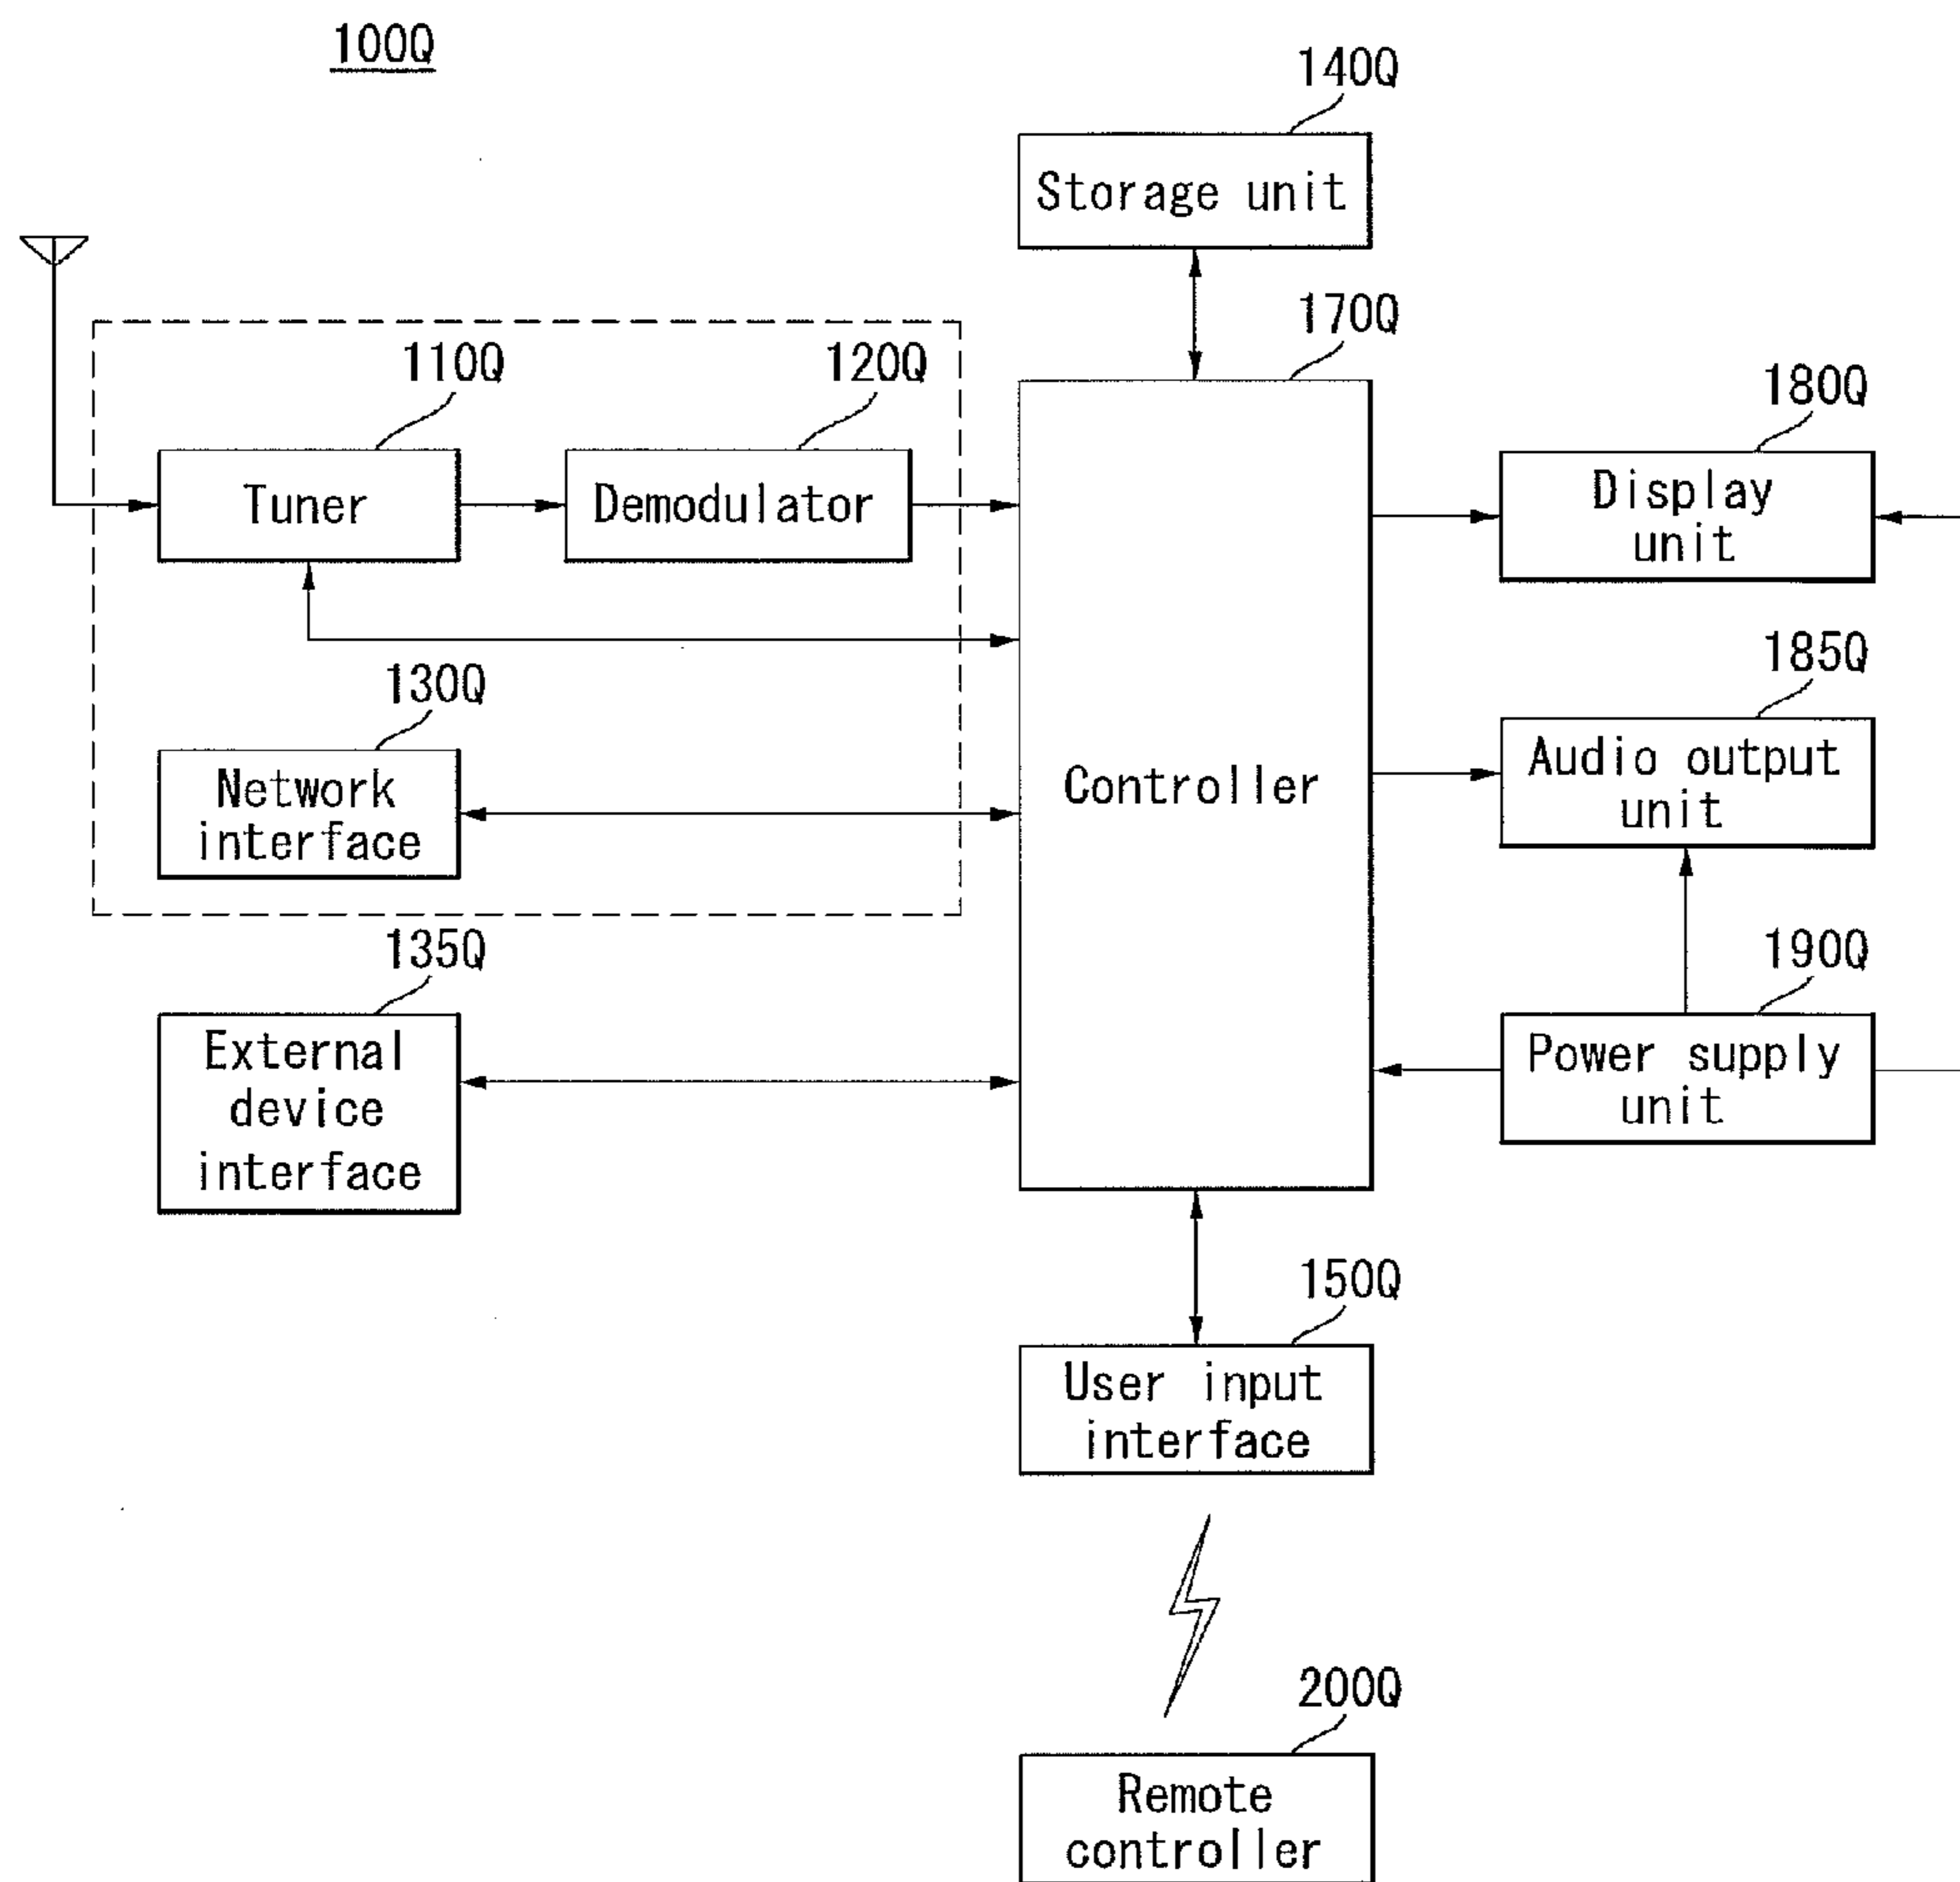 100Q
140Q
Storage unit
170Q
110Q
120Q
180Q
Tuner
Demodulator
Display
unit
130Q
185Q
Network
interface
Controller
Audio output
unit
135Q
190Q
External
device
interface
Power supply
unit
150Q
User input
interface
200Q
Remote
controller